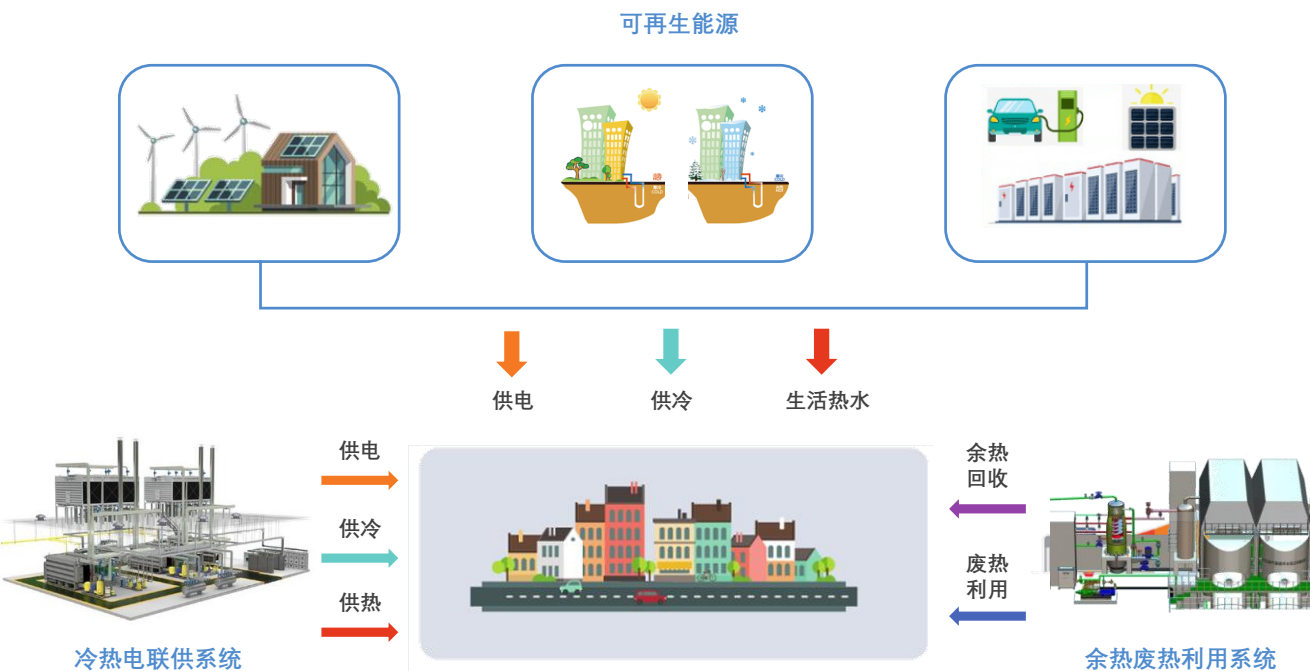 可再生能源
供电
供冷
生活热水
供电
供冷
供热
余热
回收
废热
利用
冷热电联供系统
余热废热利用系统